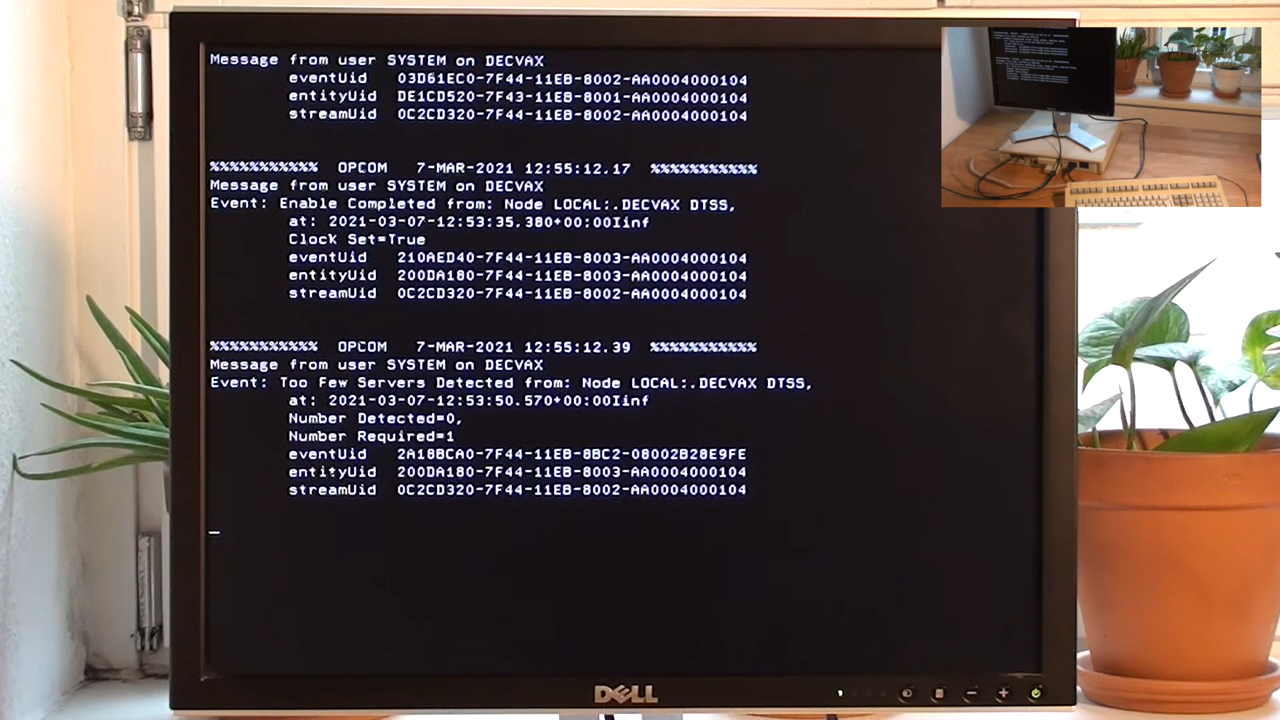 Message from user SYSTEM on DECVAX
eventUid 03D61EC0-7F44-11EB-8002-AA0004000104
entityUid DE1CD520-7F43-11EB-8001-AA0004000104
streamUid 0C2CD320-7F44-11EB-8002-AA0004000104
%%%%%%%%%%% OPCOM 7-MAR-2021 12:55:12.17 %%%%%%%%%%%
Message from user SYSTEM on DECVAX
Event: Enable Completed from: Node LOCAL:.DECVAX DTSS,
at: 2021-03-07-12:53:35.380+00:00Iinf
Clock Set=True
eventUid 210AED40-7F44-11EB-8003-AA0004000104
entityUid 200DA180-7F44-11EB-8003-AA0004000104
streamUid 0C2CD320-7F44-11EB-8002-AA0004000104
%%%%%%%%%%% OPCOM 7-MAR-2021 12:55:12.39 %%%%%%%%%%%
Message from user SYSTEM on DECVAX
Event: Too Few Servers Detected from: Node LOCAL:.DECVAX DTSS,
at: 2021-03-07-12:53:50.570+00:00Iinf
Number Detected=0,
Number Required=1
eventUid 2A18BCA0-7F44-11EB-8BC2-08002B28E9FE
entityUid 200DA180-7F44-11EB-8003-AA0004000104
streamUid 0C2CD320-7F44-11EB-8002-AA0004000104
DELL